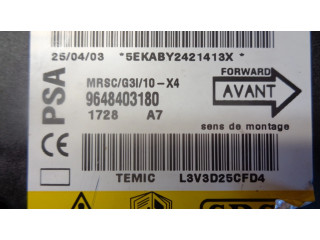 25/04/03 *5EKABY2421413X*
PSA
MRSC/G3I/10-X4
FORWARD
9648403180
AVANT
1728 A7
sens de montage
TEMIC L3V3D25CFD4